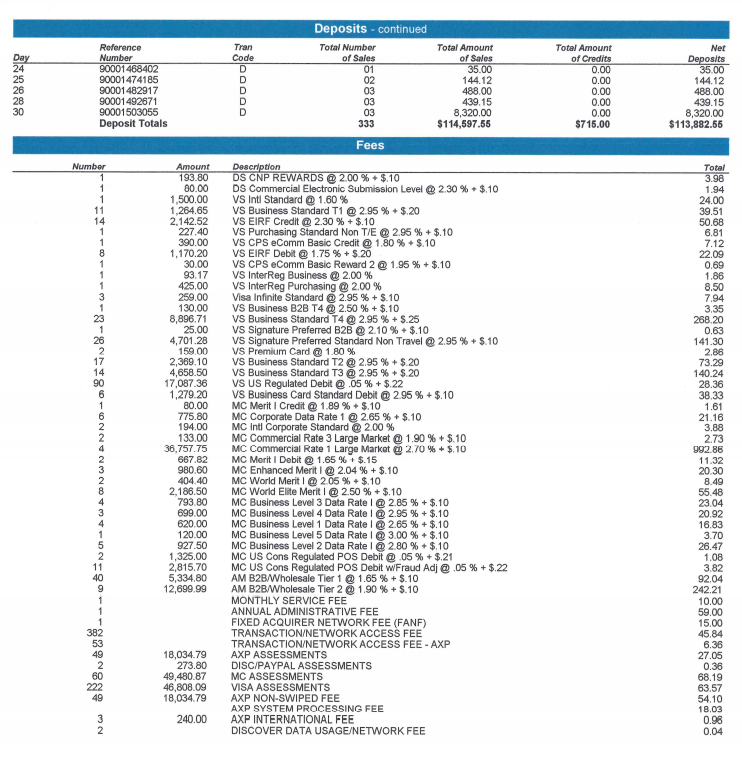 Deposits - continued
Day Reference Number Tran Code Total Number of Sales Total Amount of Sales Total Amount of Credits Net Deposits
24 90001468402 D 01 35.00 0.00 35.00
25 90001474185 D 02 144.12 0.00 144.12
26 90001482917 D 03 488.00 0.00 488.00
28 90001492671 D 03 439.15 0.00 439.15
30 90001503055 D 03 8,320.00 0.00 8,320.00
Deposit Totals 333 $114,597.55 $715.00 $113,882.55
Fees
Number Amount Description Total
1 193.80 DS CNP REWARDS @ 2.00 % + $.10 3.98
1 80.00 DS Commercial Electronic Submission Level @ 2.30 % + $.10 1.94
1 1,500.00 VS Intl Standard @ 1.60 % 24.00
11 1,264.65 VS Business Standard T1 @ 2.95 % + $.20 39.51
14 2,142.52 VS EIRF Credit @ 2.30 % + $.10 50.68
1 227.40 VS Purchasing Standard Non T/E @ 2.95 % + $.10 6.81
1 390.00 VS CPS eComm Basic Credit @ 1.80 % + $.10 7.12
8 1,170.20 VS EIRF Debit @ 1.75 % + $.20 22.09
1 30.00 VS CPS eComm Basic Reward 2 @ 1.95 % + $.10 0.69
1 93.17 VS InterReg Business @ 2.00 % 1.86
1 425.00 VS InterReg Purchasing @ 2.00 % 8.50
3 259.00 Visa Infinite Standard @ 2.95 % + $.10 7.94
1 130.00 VS Business B2B T4 @ 2.50 % + $.10 3.35
23 8,896.71 VS Business Standard T4 @ 2.95 % + $.25 268.20
1 25.00 VS Signature Preferred B2B @ 2.10 % + $.10 0.63
26 4,701.28 VS Signature Preferred Standard Non Travel @ 2.95 % + $.10 141.30
2 159.00 VS Premium Card @ 1.80 % 2.86
17 2,369.10 VS Business Standard T2 @ 2.95 % + $.20 73.29
14 4,658.50 VS Business Standard T3 @ 2.95 % + $.20 140.24
90 17,087.36 VS US Regulated Debit @ .05 % + $.22 28.36
6 1,279.20 VS Business Card Standard Debit @ 2.95 % + $.10 38.33
1 80.00 MC Merit I Credit @ 1.89 % + $.10 1.61
6 775.80 MC Corporate Data Rate 1 @ 2.65 % + $.10 21.16
2 194.00 MC Intl Corporate Standard @ 2.00 % 3.88
2 133.00 MC Commercial Rate 3 Large Market @ 1.90 % + $.10 2.73
4 36,757.75 MC Commercial Rate 1 Large Market @ 2.70 % + $.10 992.86
2 667.82 MC Merit I Debit @ 1.65 % + $.15 11.32
3 980.60 MC Enhanced Merit I @ 2.04 % + $.10 20.30
2 404.40 MC World Merit I @ 2.05 % + $.10 8.49
8 2,186.50 MC World Elite Merit I @ 2.50 % + $.10 55.48
4 793.80 MC Business Level 3 Data Rate I @ 2.85 % + $.10 23.04
3 699.00 MC Business Level 4 Data Rate I @ 2.95 % + $.10 20.92
4 620.00 MC Business Level 1 Data Rate I @ 2.65 % + $.10 16.83
1 120.00 MC Business Level 5 Data Rate I @ 3.00 % + $.10 3.70
5 927.50 MC Business Level 2 Data Rate I @ 2.80 % + $.10 26.47
2 1,325.00 MC US Cons Regulated POS Debit @ .05 % + $.21 1.08
11 2,815.70 MC US Cons Regulated POS Debit w/Fraud Adj @ .05 % + $.22 3.82
40 5,334.80 AM B2B/Wholesale Tier 1 @ 1.65 % + $.10 92.04
9 12,699.99 AM B2B/Wholesale Tier 2 @ 1.90 % + $.10 242.21
1 MONTHLY SERVICE FEE 10.00
1 ANNUAL ADMINISTRATIVE FEE 59.00
1 FIXED ACQUIRER NETWORK FEE (FANF) 15.00
382 TRANSACTION/NETWORK ACCESS FEE 45.84
53 TRANSACTION/NETWORK ACCESS FEE - AXP 6.36
49 18,034.79 AXP ASSESSMENTS 27.05
2 273.80 DISC/PAYPAL ASSESSMENTS 0.36
60 49,480.87 MC ASSESSMENTS 68.19
222 46,808.09 VISA ASSESSMENTS 63.57
49 18,034.79 AXP NON-SWIPED FEE 54.10
AXP SYSTEM PROCESSING FEE 18.03
3 240.00 AXP INTERNATIONAL FEE 0.96
2 DISCOVER DATA USAGE/NETWORK FEE 0.04